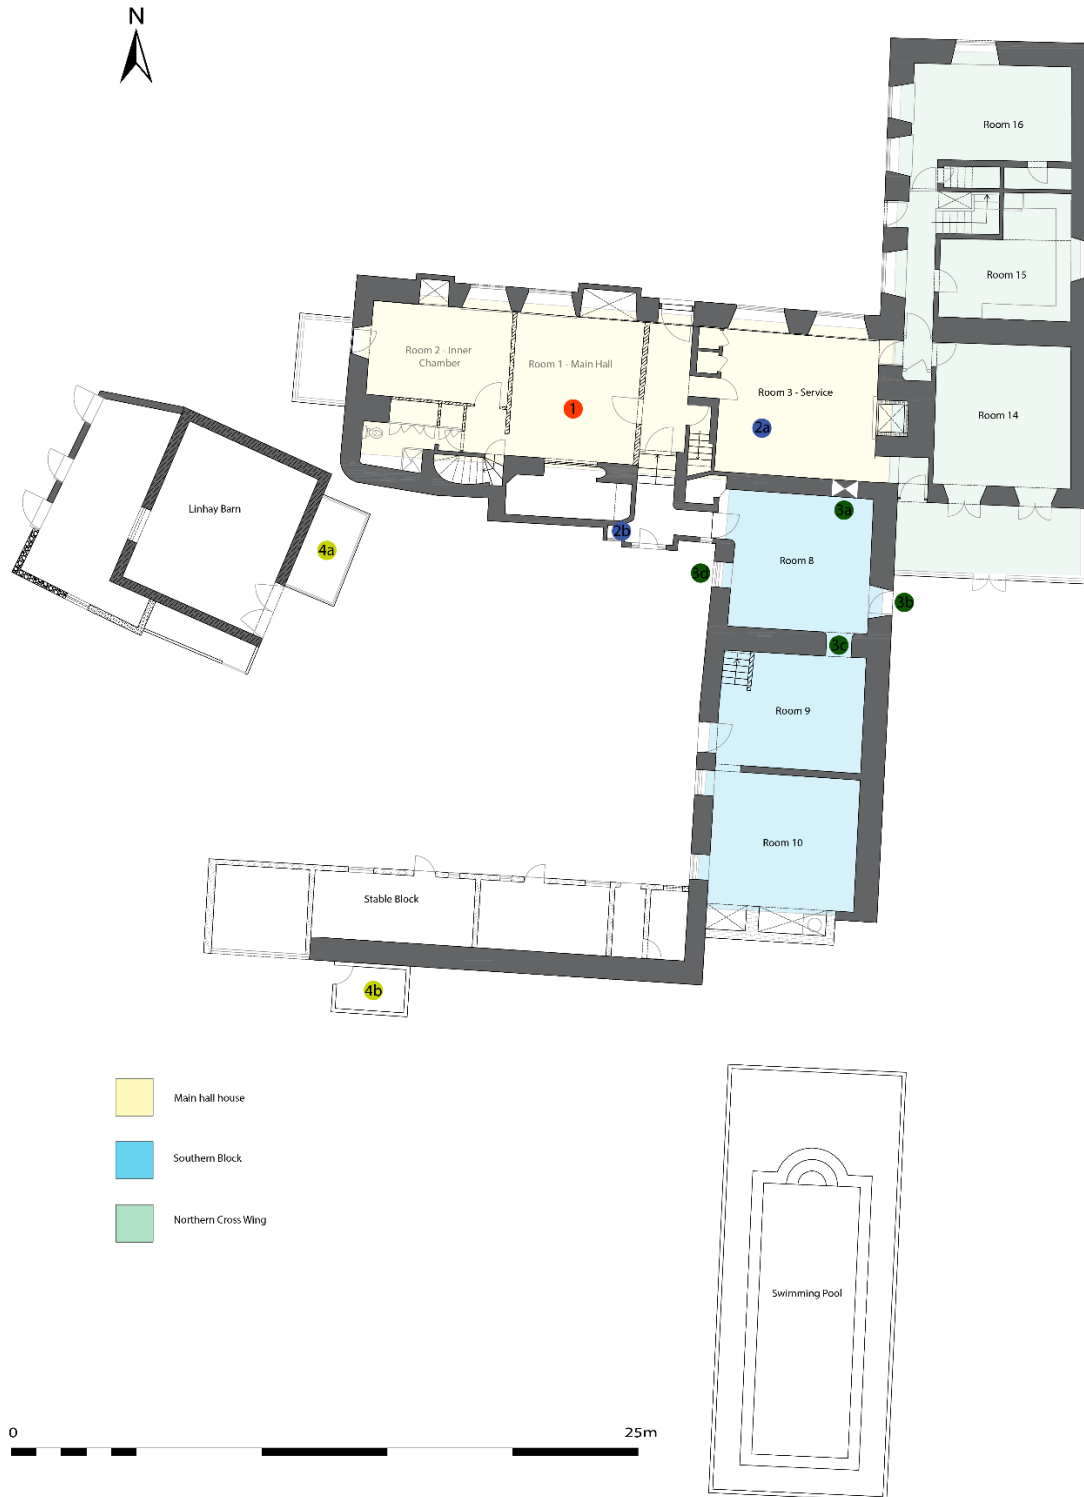 N
Room 16
Room 15
Room 2 - Inner
Chamber
Room 1 - Main Hall
1
Room 3 - Service
2a
Room 14
Linhay Barn
4a
2b
3a
Room 8
3d
3b
3c
Room 9
Room 10
Stable Block
4b
Main hall house
Southern Block
Northern Cross Wing
Swimming Pool
0
25m